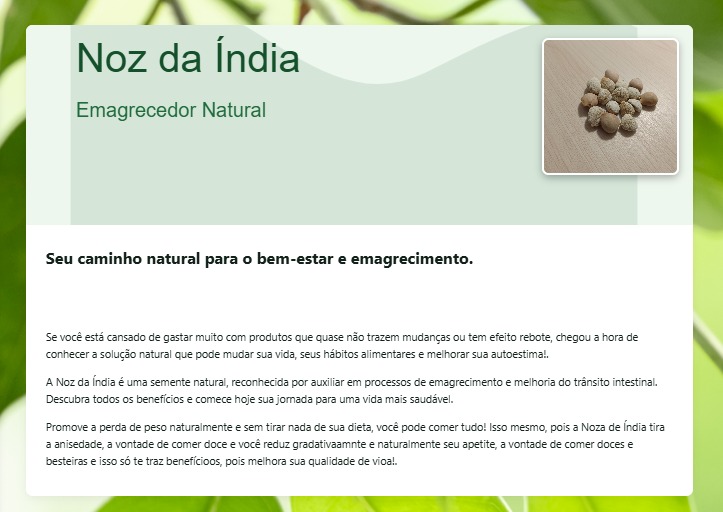 Noz da Índia
Emagrecedor Natural
Seu caminho natural para o bem-estar e emagrecimento.
Se você está cansado de gastar muito com produtos que quase não trazem mudanças ou tem efeito rebote, chegou a hora de
conhecer a solução natural que pode mudar sua vida, seus hábitos alimentares e melhorar sua autoestima!.
A Noz da Índia é uma semente natural, reconhecida por auxiliar em processos de emagrecimento e melhoria do trânsito intestinal.
Descubra todos os benefícios e comece hoje sua jornada para uma vida mais saudável.
Promove a perda de peso naturalmente e sem tirar nada de sua dieta, você pode comer tudo! Isso mesmo, pois a Noza de Índia tira
a anisedade, a vontade de comer doce e você reduz gradativaamnte e naturalmente seu apetite, a vontade de comer doces e
besteiras e isso só te traz benefícioos, pois melhora sua qualidade de vioa!.